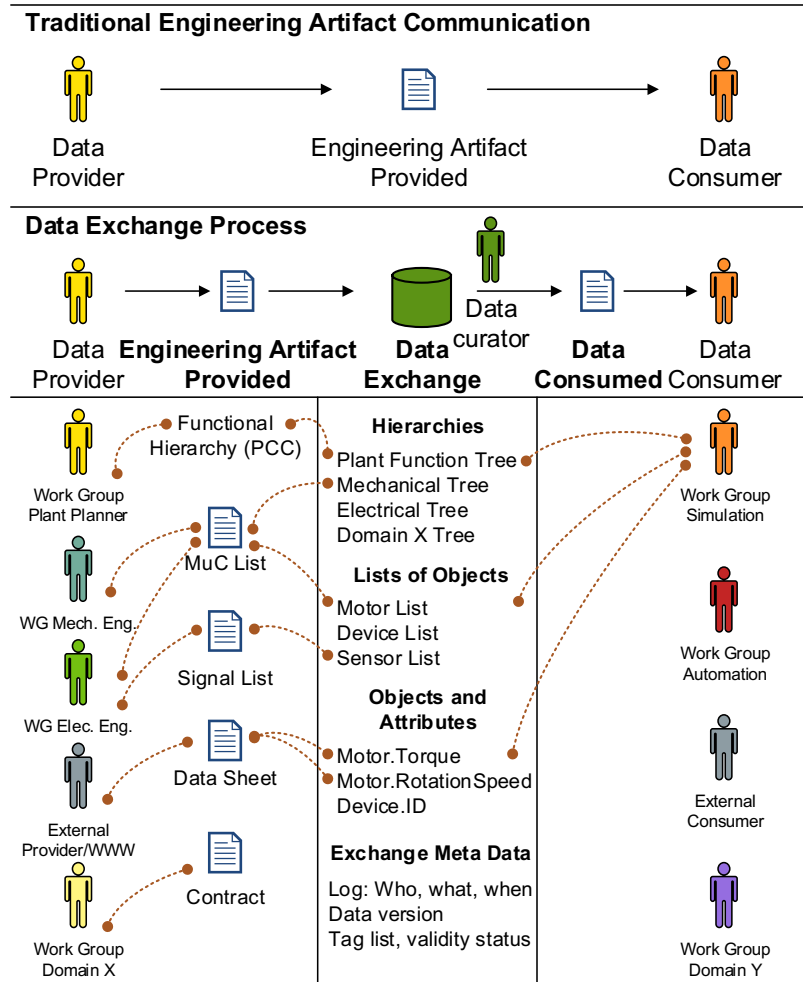 Traditional Engineering Artifact Communication
Data
Provider
Engineering Artifact
Provided
Data
Consumer
Data Exchange Process
Data
Provider
Engineering Artifact
Provided
Data
Exchange
Data
curator
Data
Consumed
Data
Consumer
Work Group
Plant Planner
WG Mech. Eng.
WG Elec. Eng.
External
Provider/WWW
Work Group
Domain X
Functional
Hierarchy (PCC)
MuC List
Signal List
Data Sheet
Contract
Hierarchies
Plant Function Tree
Mechanical Tree
Electrical Tree
Domain X Tree
Lists of Objects
Motor List
Device List
Sensor List
Objects and
Attributes
Motor.Torque
Motor.RotationSpeed
Device.ID
Exchange Meta Data
Log: Who, what, when
Data version
Tag list, validity status
Work Group
Simulation
Work Group
Automation
External
Consumer
Work Group
Domain Y